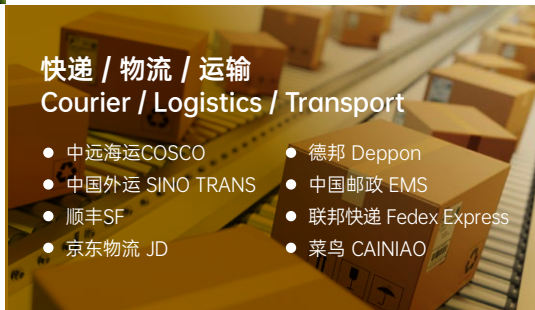 快递 / 物流 / 运输
Courier / Logistics / Transport
● 中远海运COSCO
● 中国外运 SINO TRANS
● 顺丰SF
● 京东物流 JD
● 德邦 Deppon
● 中国邮政 EMS
● 联邦快递 Fedex Express
● 菜鸟 CAINIAO